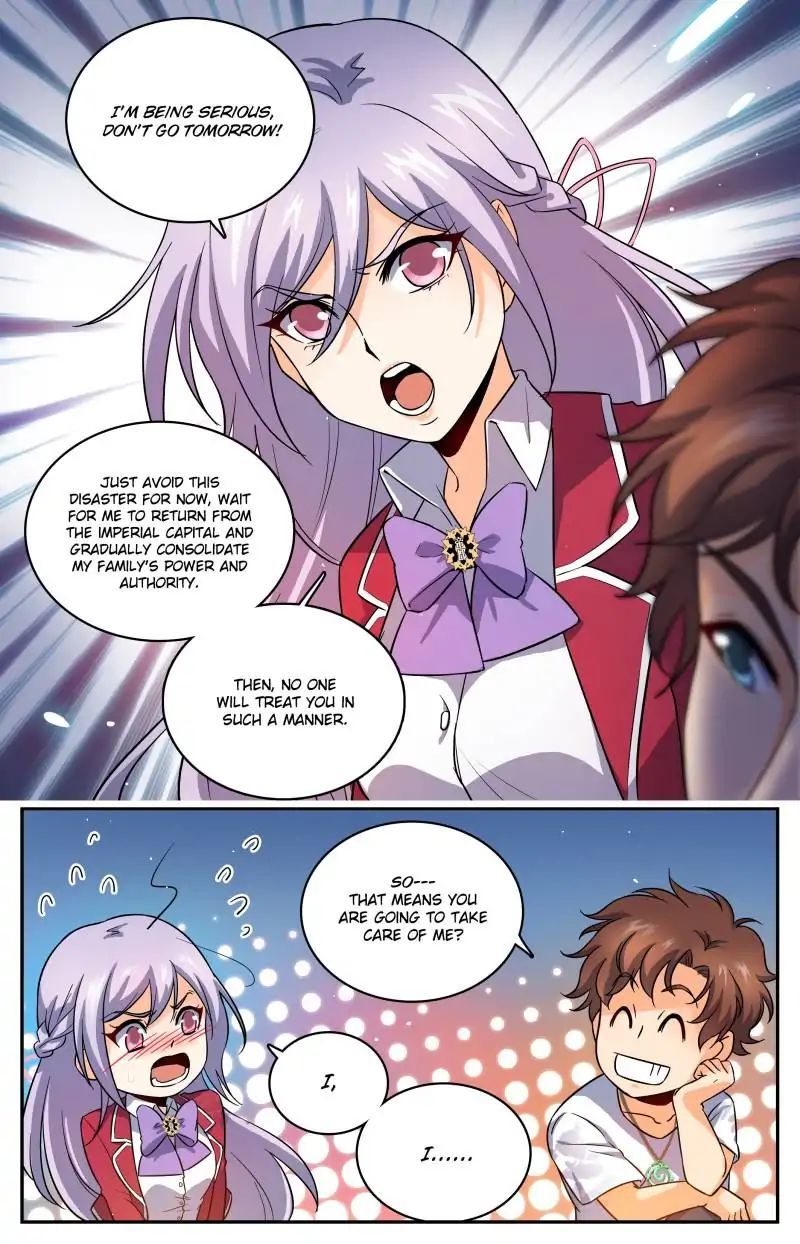 I'M BEING SERIOUS,
DON'T GO TOMORROW!
JUST AVOID THIS
DISASTER FOR NOW, WAIT
FOR ME TO RETURN FROM
THE IMPERIAL CAPITAL AND
GRADUALLY CONSOLIDATE
MY FAMILY'S POWER AND
AUTHORITY.
THEN, NO ONE
WILL TREAT YOU IN
SUCH A MANNER.
SO---
THAT MEANS YOU
ARE GOING TO TAKE
CARE OF ME?
I,
I......